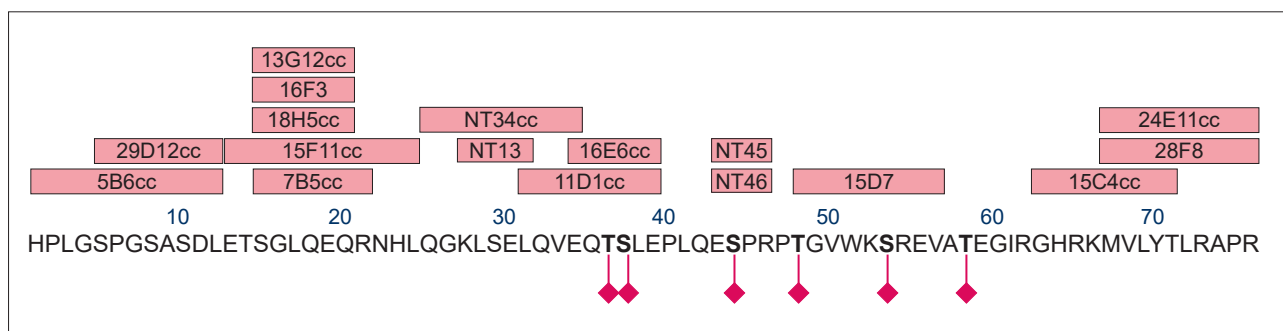 13G12cc
16F3
18H5cc NT34cc 24E11cc
29D12cc 15F11cc NT13 16E6cc NT45 28F8
5B6cc 7B5cc 11D1cc NT46 15D7 15C4cc
10 20 30 40 50 60 70
HPLGSPGSASDLETSGLQEQRNHLQGKLSELQVEQTSLEPLQESPRPTGVWKSREVATEGIRGHRKMVLYTLRAPR